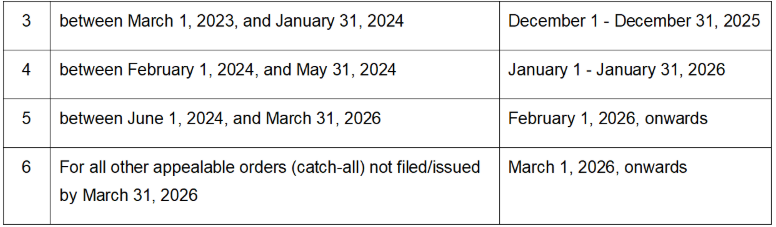 3 between March 1, 2023, and January 31, 2024 December 1 - December 31, 2025
4 between February 1, 2024, and May 31, 2024 January 1 - January 31, 2026
5 between June 1, 2024, and March 31, 2026 February 1, 2026, onwards
6 For all other appealable orders (catch-all) not filed/issued March 1, 2026, onwards
by March 31, 2026